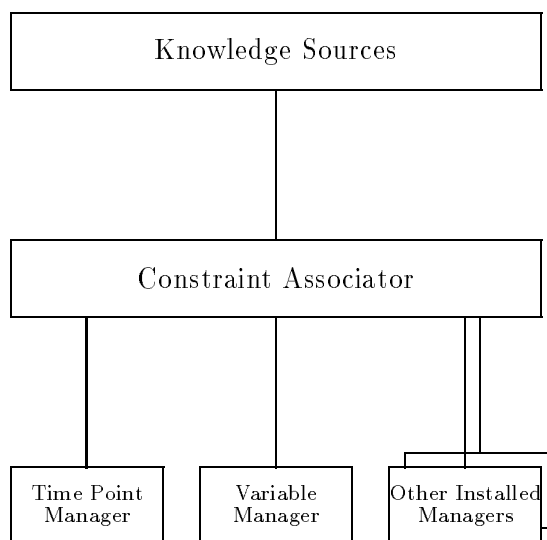 Knowledge Sources
Constraint Associator
Time Point
Manager
Variable
Manager
Other Installed
Managers